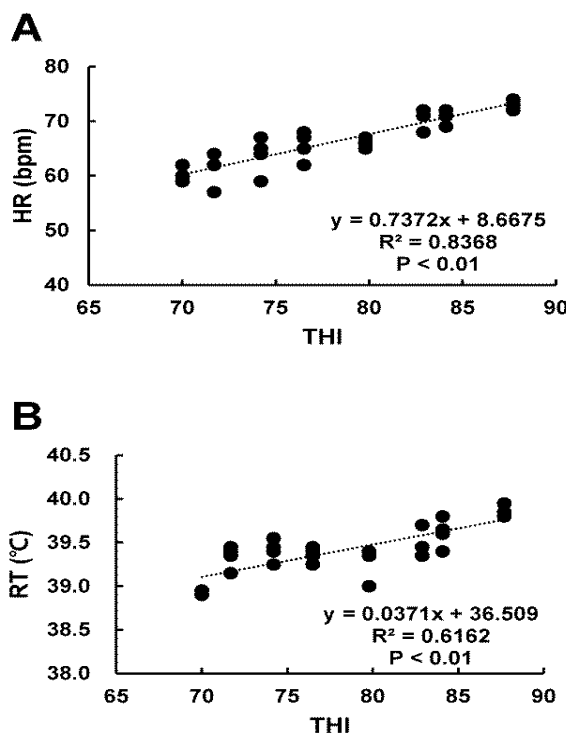 A
80
70
60
50
40
HR (bpm)
y = 0.7372x + 8.6675
R² = 0.8368
P < 0.01
65 70 75 80 85 90
THI
B
40.5
40.0
39.5
39.0
38.5
38.0
RT (℃)
y = 0.0371x + 36.509
R² = 0.6162
P < 0.01
65 70 75 80 85 90
THI